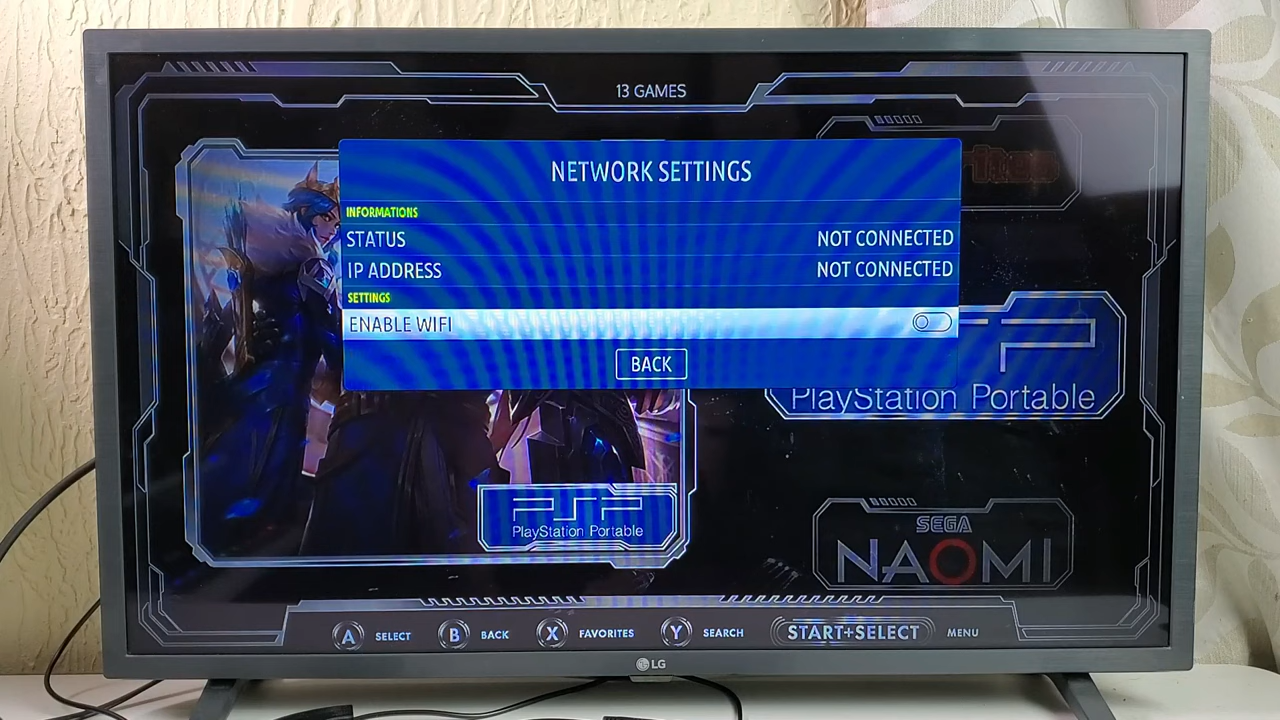 13 GAMES
NETWORK SETTINGS
INFORMATIONS
STATUS NOT CONNECTED
IP ADDRESS NOT CONNECTED
SETTINGS
ENABLE WIFI
BACK
PlayStation Portable
PSP
PlayStation Portable
SEGA
NAOMI
A SELECT B BACK X FAVORITES Y SEARCH START+SELECT MENU
LG